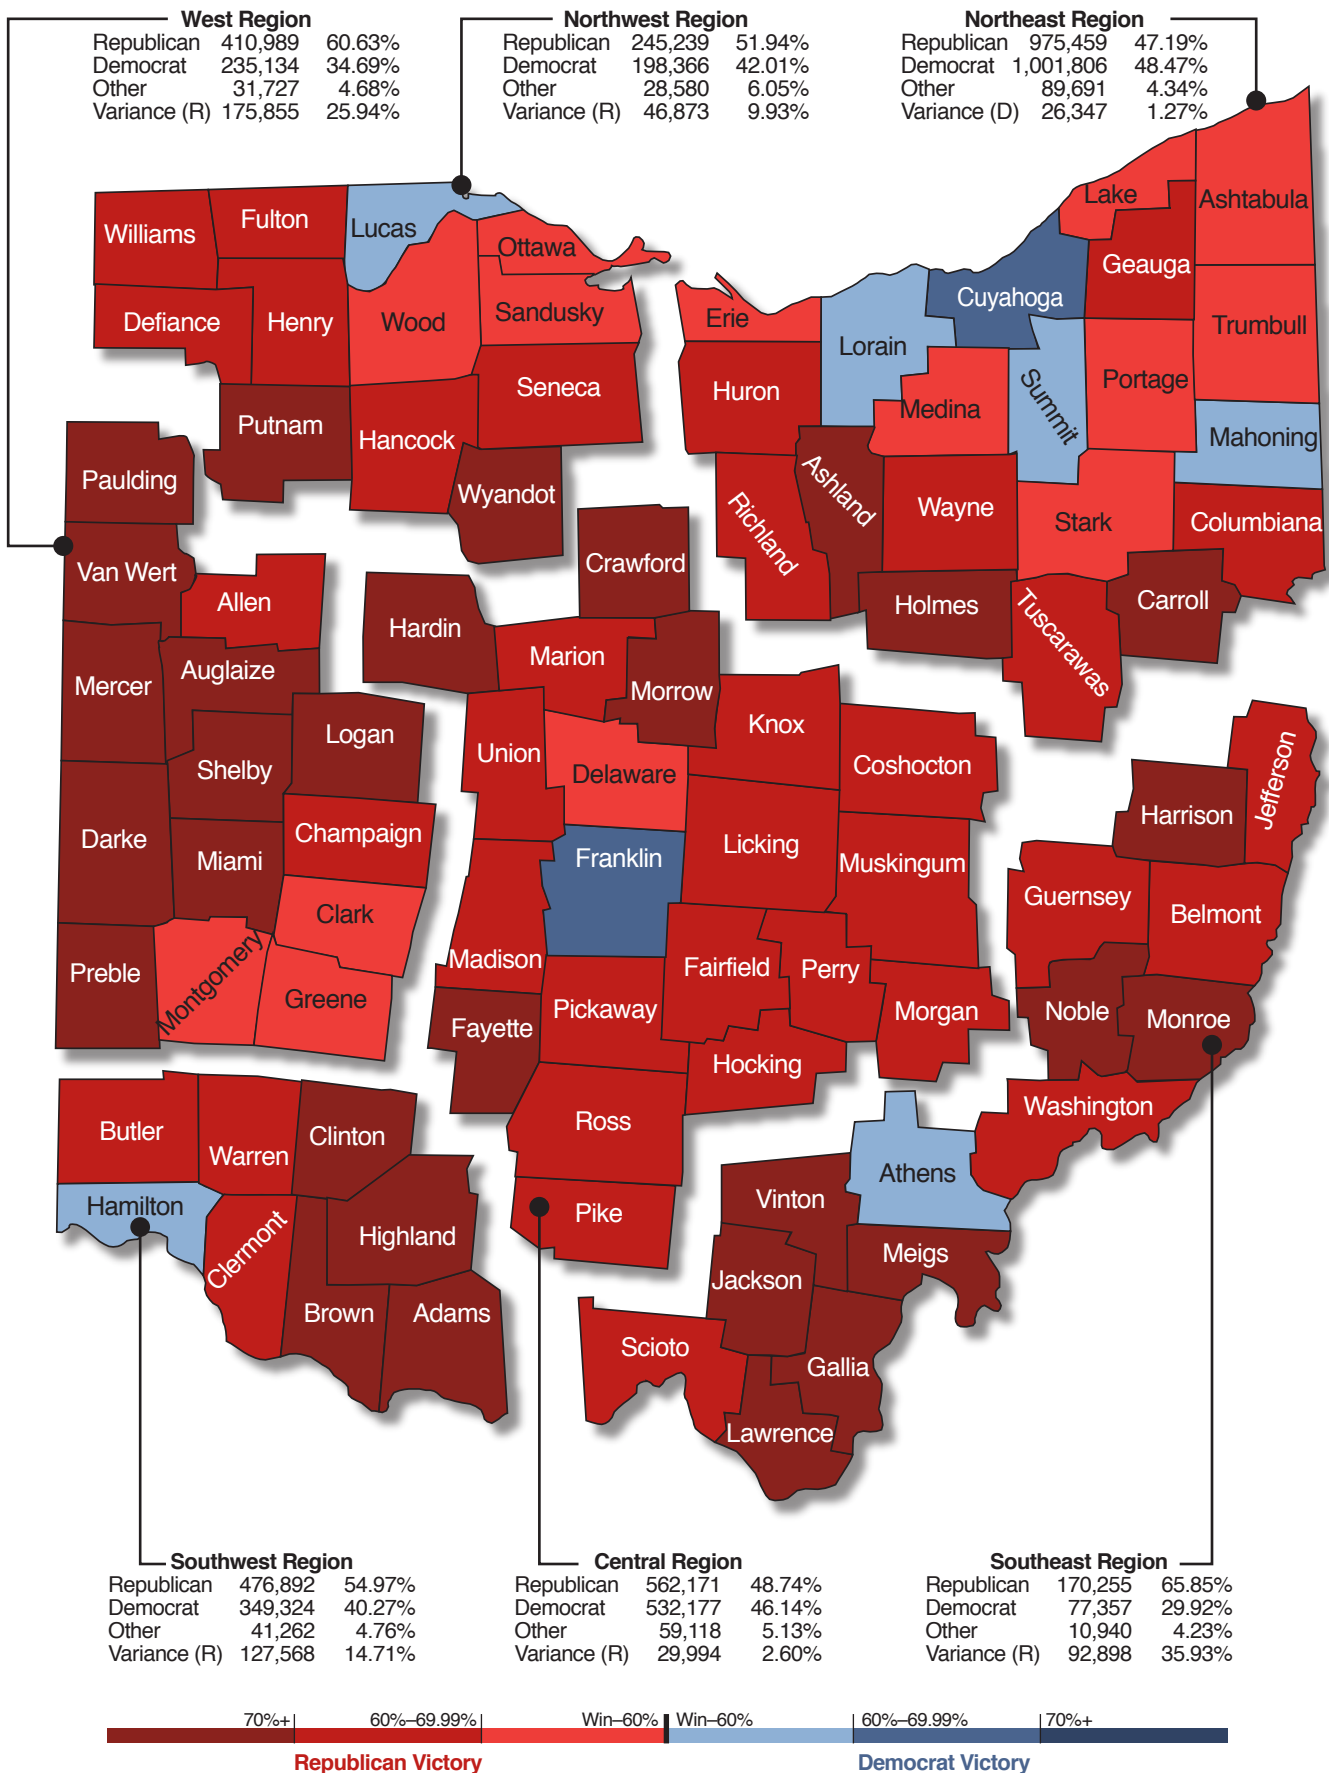 West Region
Republican 410,989 60.63%
Democrat 235,134 34.69%
Other 31,727 4.68%
Variance (R) 175,855 25.94%
Northwest Region
Republican 245,239 51.94%
Democrat 198,366 42.01%
Other 28,580 6.05%
Variance (R) 46,873 9.93%
Northeast Region
Republican 975,459 47.19%
Democrat 1,001,806 48.47%
Other 89,691 4.34%
Variance (D) 26,347 1.27%
Williams
Fulton
Lucas
Ottawa
Defiance
Henry
Wood
Sandusky
Putnam
Hancock
Seneca
Wyandot
Lake
Ashtabula
Geauga
Cuyahoga
Erie
Lorain
Trumbull
Huron
Medina
Summit
Portage
Mahoning
Richland
Ashland
Wayne
Stark
Columbiana
Holmes
Tuscarawas
Carroll
Paulding
Van Wert
Allen
Mercer
Auglaize
Logan
Shelby
Darke
Miami
Champaign
Clark
Preble
Montgomery
Greene
Crawford
Hardin
Marion
Morrow
Union
Delaware
Knox
Coshocton
Franklin
Licking
Muskingum
Madison
Fairfield
Perry
Morgan
Fayette
Pickaway
Hocking
Ross
Pike
Jefferson
Harrison
Guernsey
Belmont
Noble
Monroe
Washington
Athens
Vinton
Meigs
Jackson
Gallia
Scioto
Lawrence
Butler
Warren
Clinton
Hamilton
Clermont
Highland
Brown
Adams
Southwest Region
Republican 476,892 54.97%
Democrat 349,324 40.27%
Other 41,262 4.76%
Variance (R) 127,568 14.71%
Central Region
Republican 562,171 48.74%
Democrat 532,177 46.14%
Other 59,118 5.13%
Variance (R) 29,994 2.60%
Southeast Region
Republican 170,255 65.85%
Democrat 77,357 29.92%
Other 10,940 4.23%
Variance (R) 92,898 35.93%
70%+ 60%–69.99% Win–60% Win–60% 60%–69.99% 70%+
Republican Victory Democrat Victory